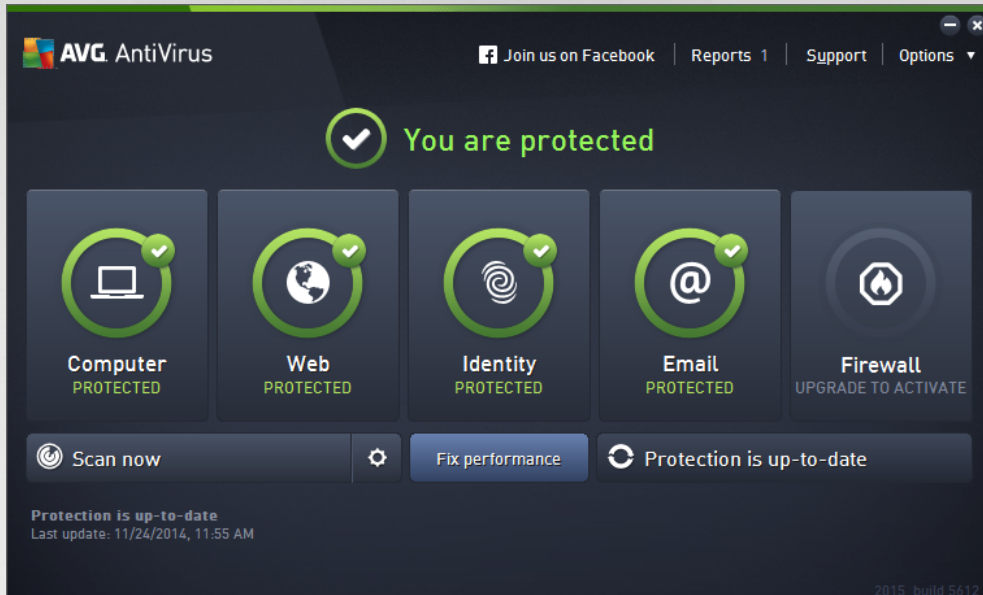 AVG. AntiVirus
Join us on Facebook Reports 1 Support Options
You are protected
Computer
PROTECTED
Web
PROTECTED
Identity
PROTECTED
Email
PROTECTED
Firewall
UPGRADE TO ACTIVATE
Scan now
Fix performance
Protection is up-to-date
Protection is up-to-date
Last update: 11/24/2014, 11:55 AM
2015 build 5612